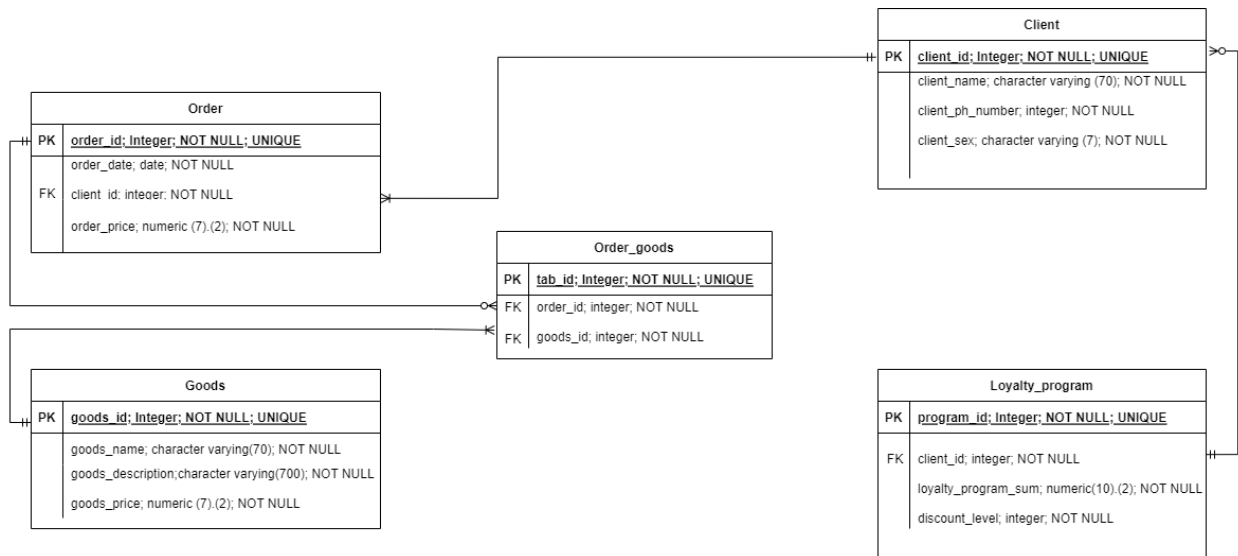 Client
PK client_id; Integer; NOT NULL; UNIQUE
client_name; character varying (70); NOT NULL
client_ph_number; integer; NOT NULL
client_sex; character varying (7); NOT NULL
Order
PK order_id; Integer; NOT NULL; UNIQUE
order_date; date; NOT NULL
FK client_id; integer; NOT NULL
order_price; numeric (7).(2); NOT NULL
Order_goods
PK tab_id; Integer; NOT NULL; UNIQUE
FK order_id; integer; NOT NULL
FK goods_id; integer; NOT NULL
Goods
PK goods_id; Integer; NOT NULL; UNIQUE
goods_name; character varying(70); NOT NULL
goods_description;character varying(700); NOT NULL
goods_price; numeric (7).(2); NOT NULL
Loyalty_program
PK program_id; Integer; NOT NULL; UNIQUE
FK client_id; integer; NOT NULL
loyalty_program_sum; numeric(10).(2); NOT NULL
discount_level; integer; NOT NULL